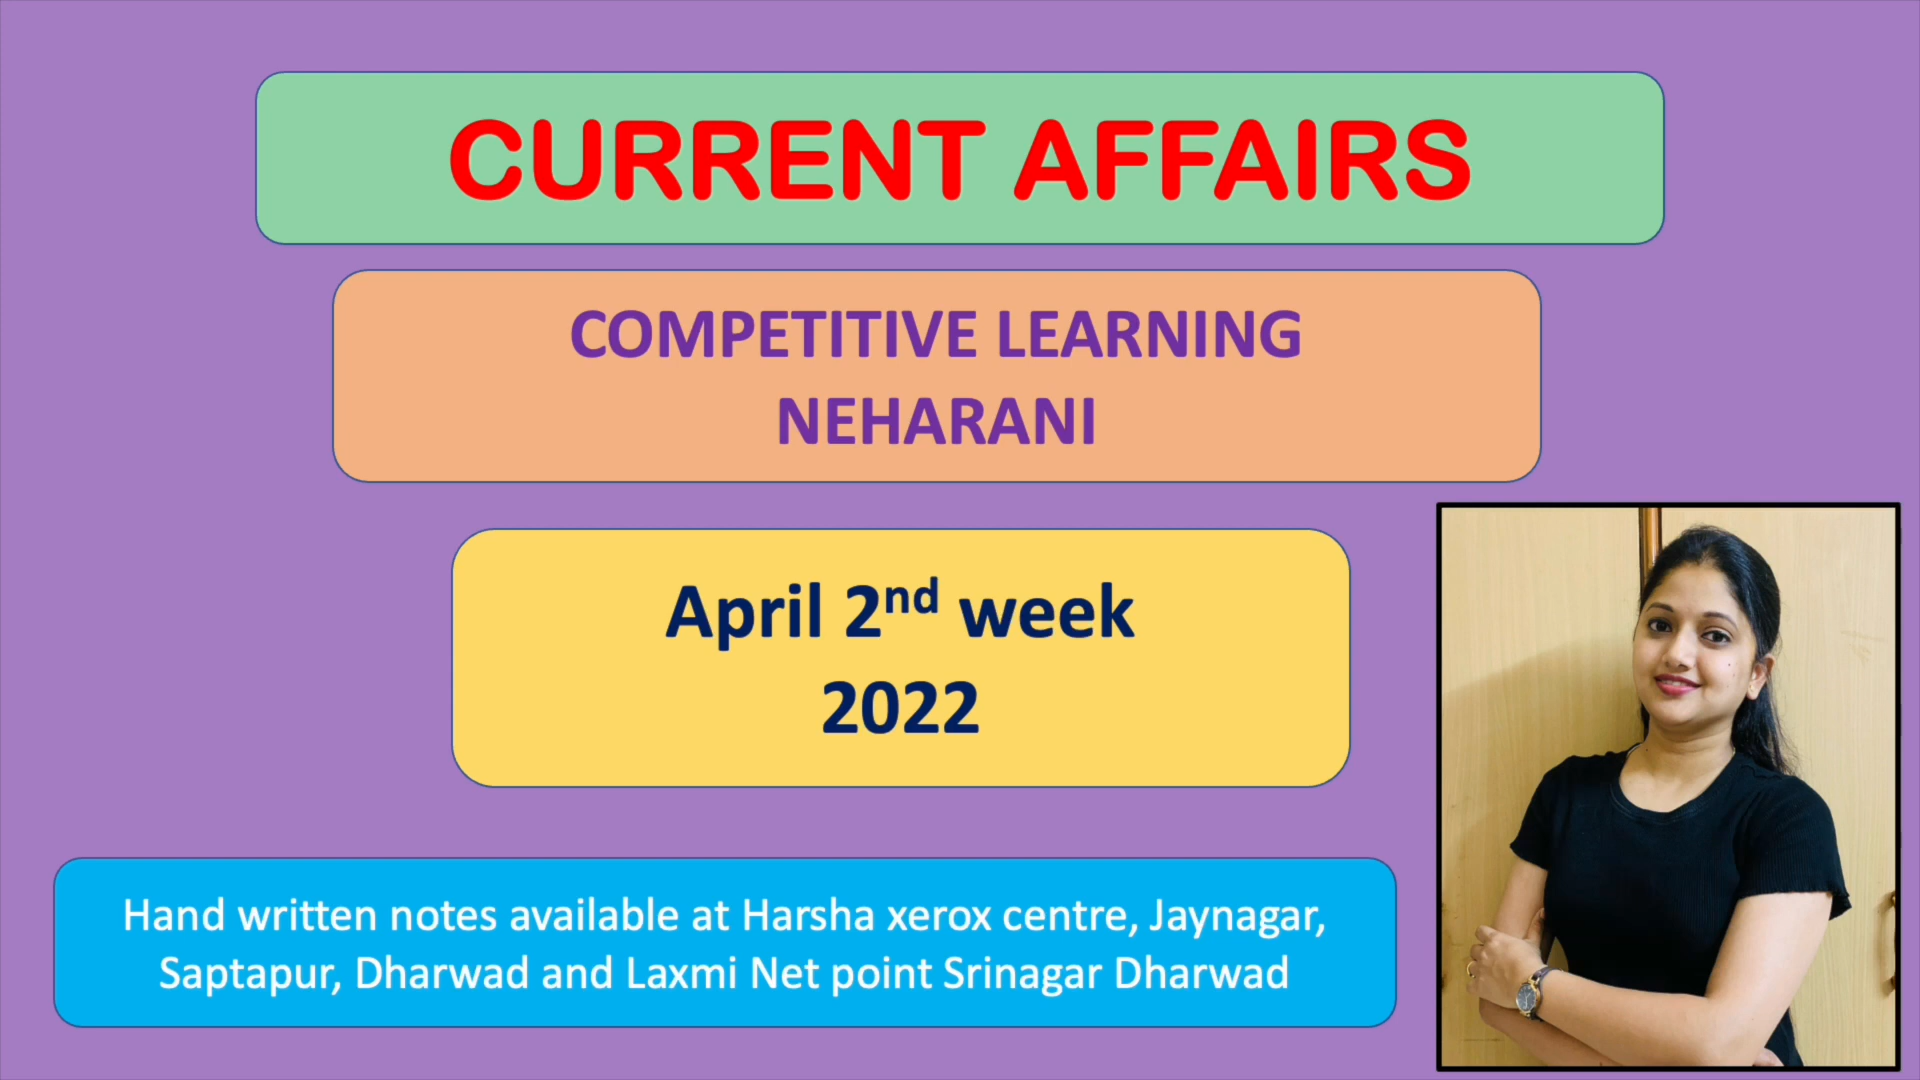 CURRENT AFFAIRS
COMPETITIVE LEARNING
NEHARANI
April 2nd week
2022
Hand written notes available at Harsha xerox centre, Jaynagar,
Saptapur, Dharwad and Laxmi Net point Srinagar Dharwad